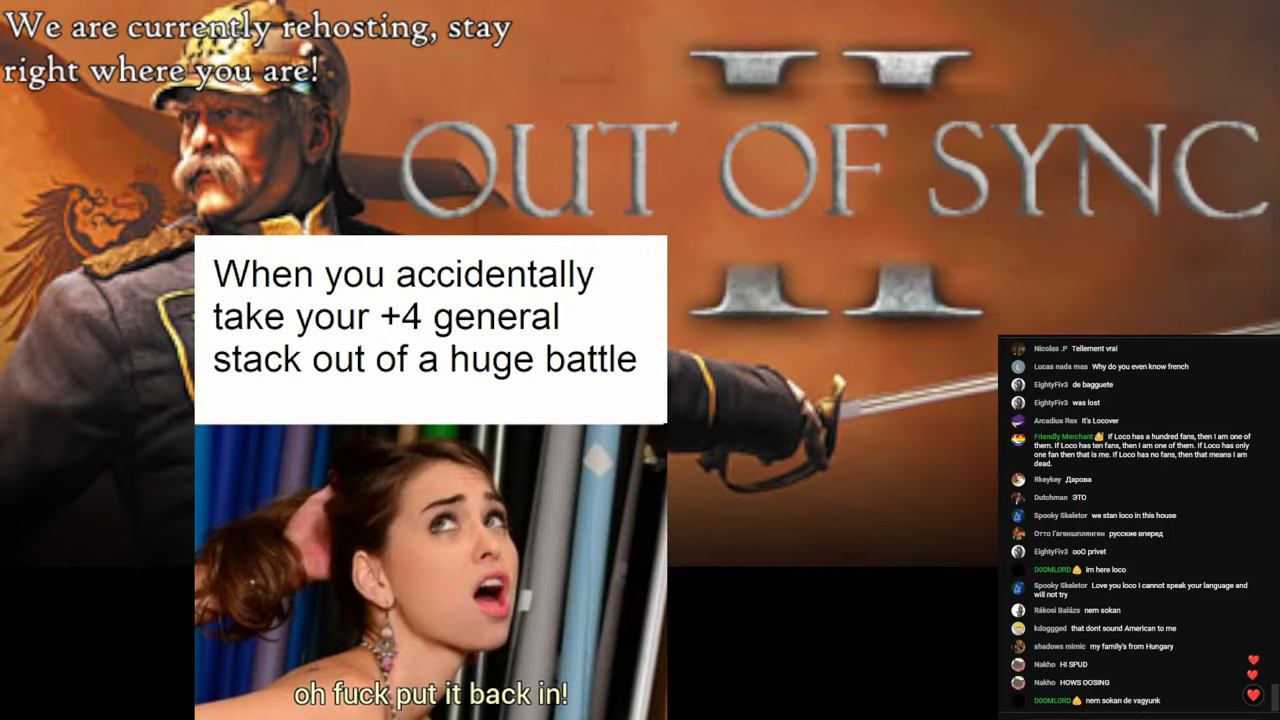 We are currently rehosting, stay
right where you are!
II
OUT OF SYNC
When you accidentally
take your +4 general
stack out of a huge battle
oh fuck put it back in!
Nicolas .P Tellement vrai
Lucas nada mas Why do you even know french
EightyFiv3 de bagguete
EightyFiv3 was lost
Arcadius Rex It's Locover
Friendly Merchant If Loco has a hundred fans, then I am one of
them. If Loco has ten fans, then I am one of them. If Loco has only
one fan then that is me. If Loco has no fans, then that means I am
dead.
Rkeykey Дарова
Dutchman ЭТО
Spooky Skeletor we stan loco in this house
Отто Гагеншплянген русские вперед
EightyFiv3 ooO privet
D00MLORD Im here loco
Spooky Skeletor Love you loco I cannot speak your language and
will not try
Rákosi Balázs nem sokan
kdoggged that dont sound American to me
shadows mimic my family's from Hungary
Nakho HI SPUD
Nakho HOWS OOSING
D00MLORD nem sokan de vagyunk